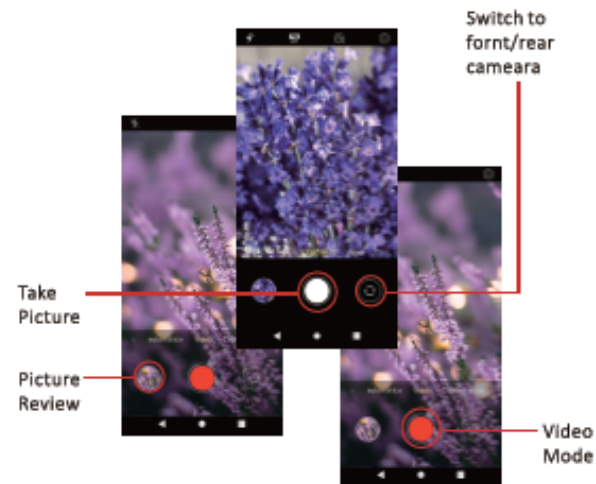 Switch to
fornt/rear
cameara
Take
Picture
Picture
Review
Video
Mode